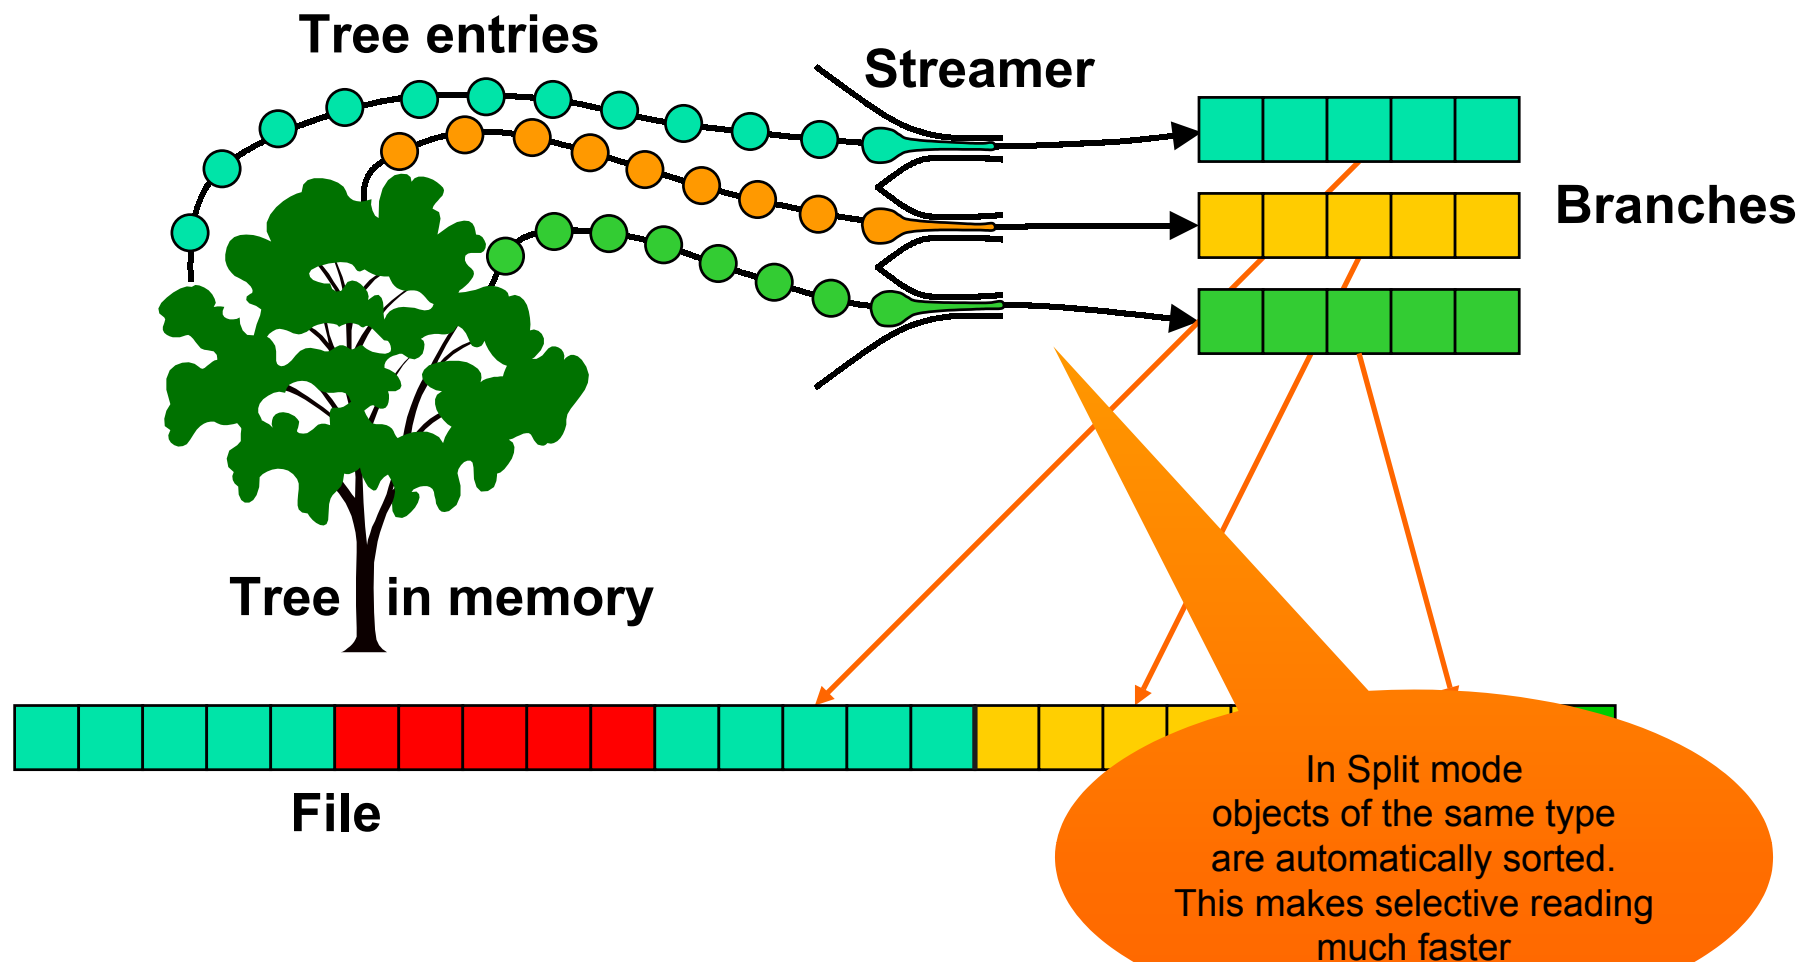 Tree entries
Streamer
Branches
Tree in memory
File
In Split mode
objects of the same type
are automatically sorted.
This makes selective reading
much faster